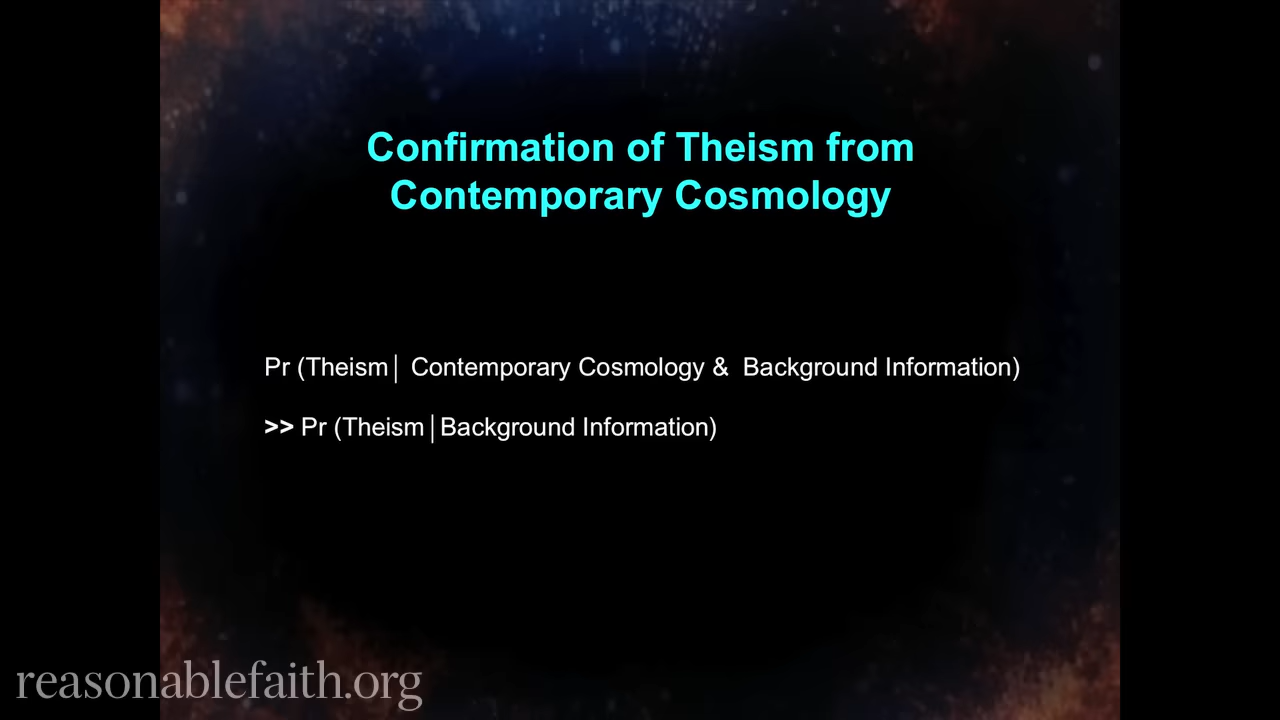 Confirmation of Theism from
Contemporary Cosmology
Pr (Theism│ Contemporary Cosmology &  Background Information)
>> Pr (Theism│Background Information)
reasonablefaith.org